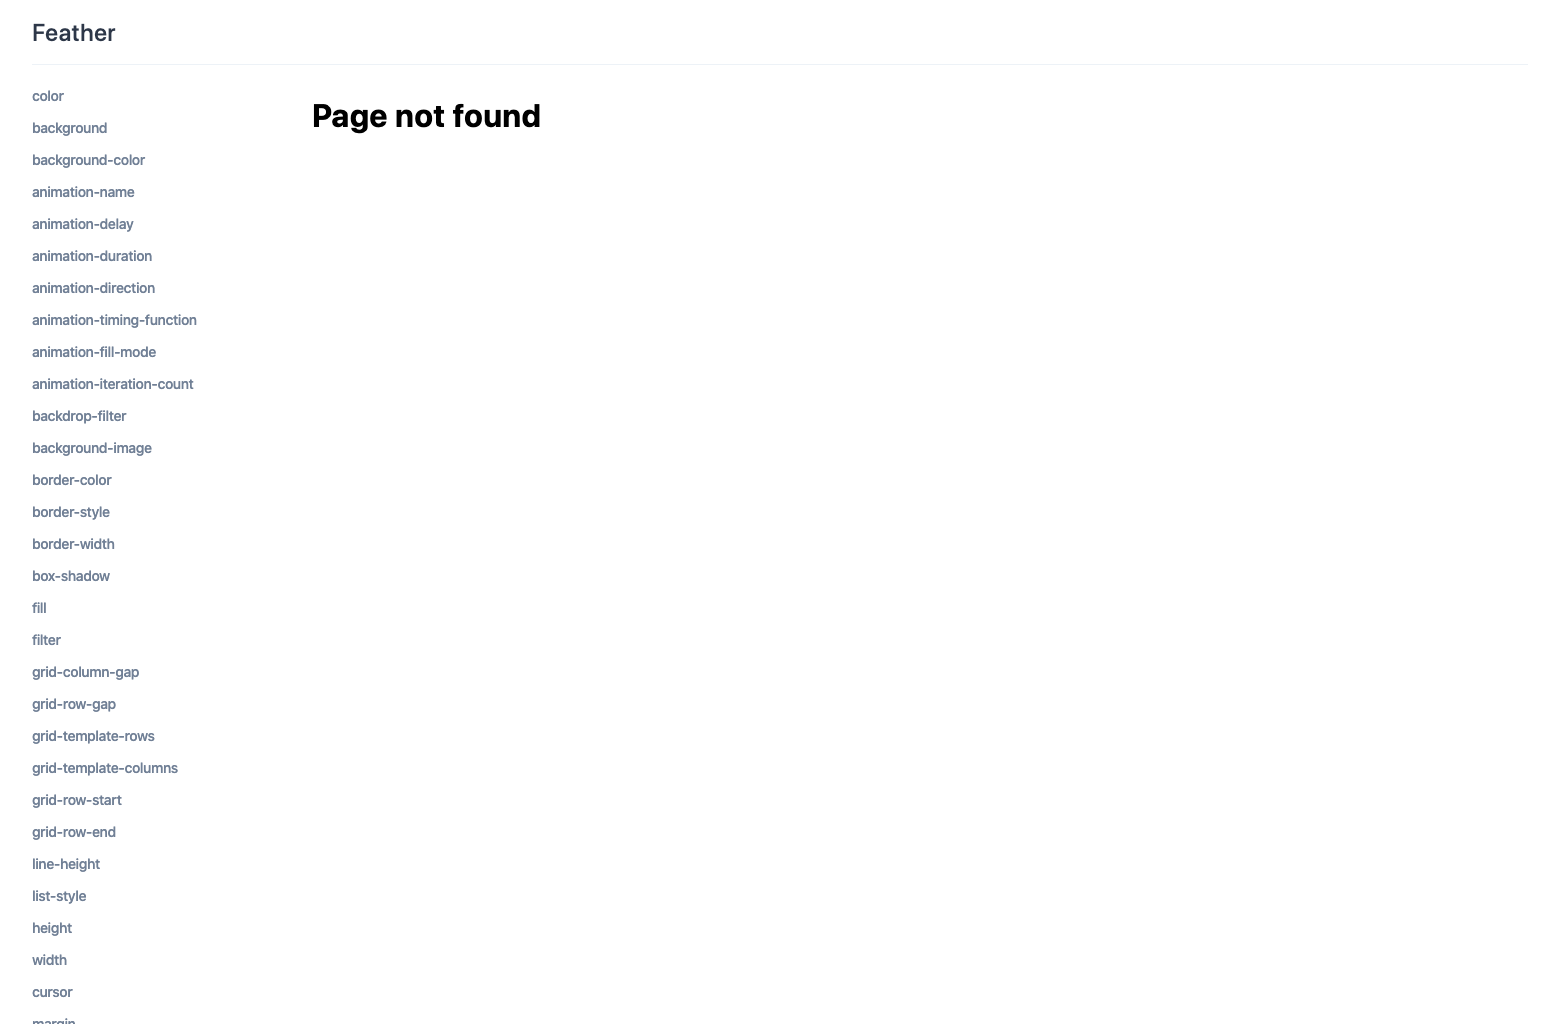 Feather
color
background
background-color
animation-name
animation-delay
animation-duration
animation-direction
animation-timing-function
animation-fill-mode
animation-iteration-count
backdrop-filter
background-image
border-color
border-style
border-width
box-shadow
fill
filter
grid-column-gap
grid-row-gap
grid-template-rows
grid-template-columns
grid-row-start
grid-row-end
line-height
list-style
height
width
cursor
margin
Page not found